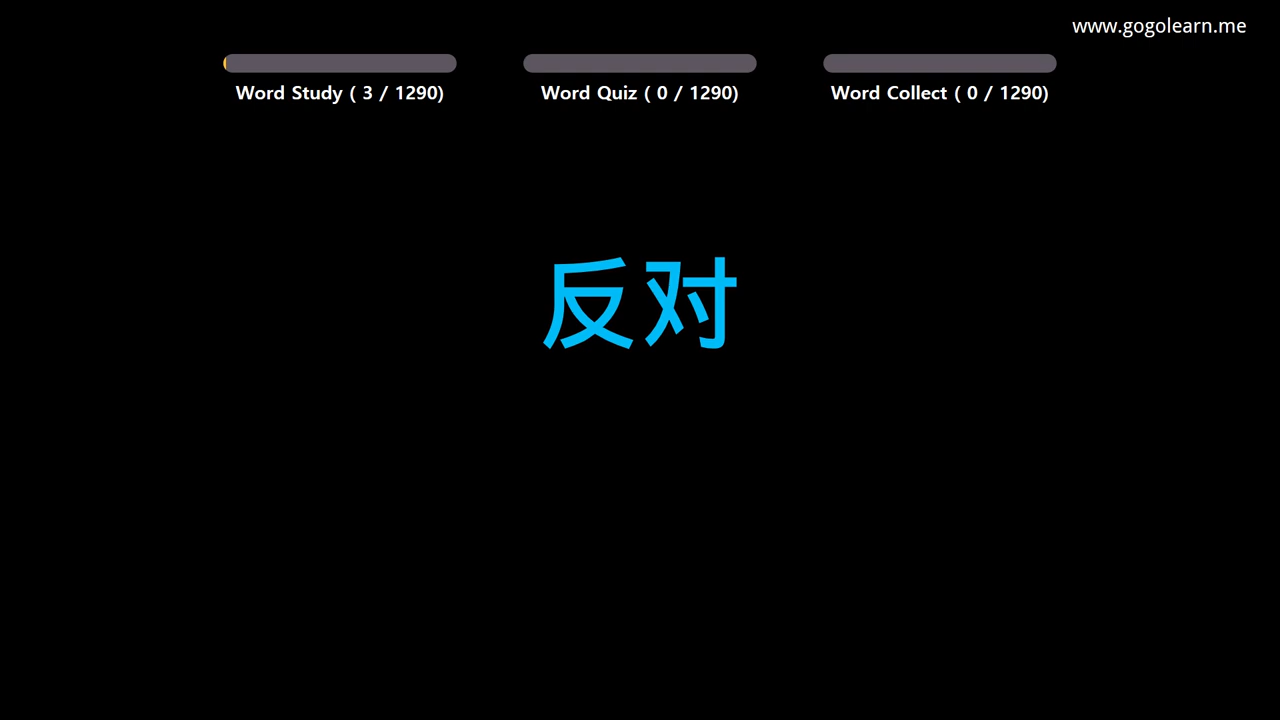 www.gogolearn.me
Word Study ( 3 / 1290)
Word Quiz ( 0 / 1290)
Word Collect ( 0 / 1290)
反对